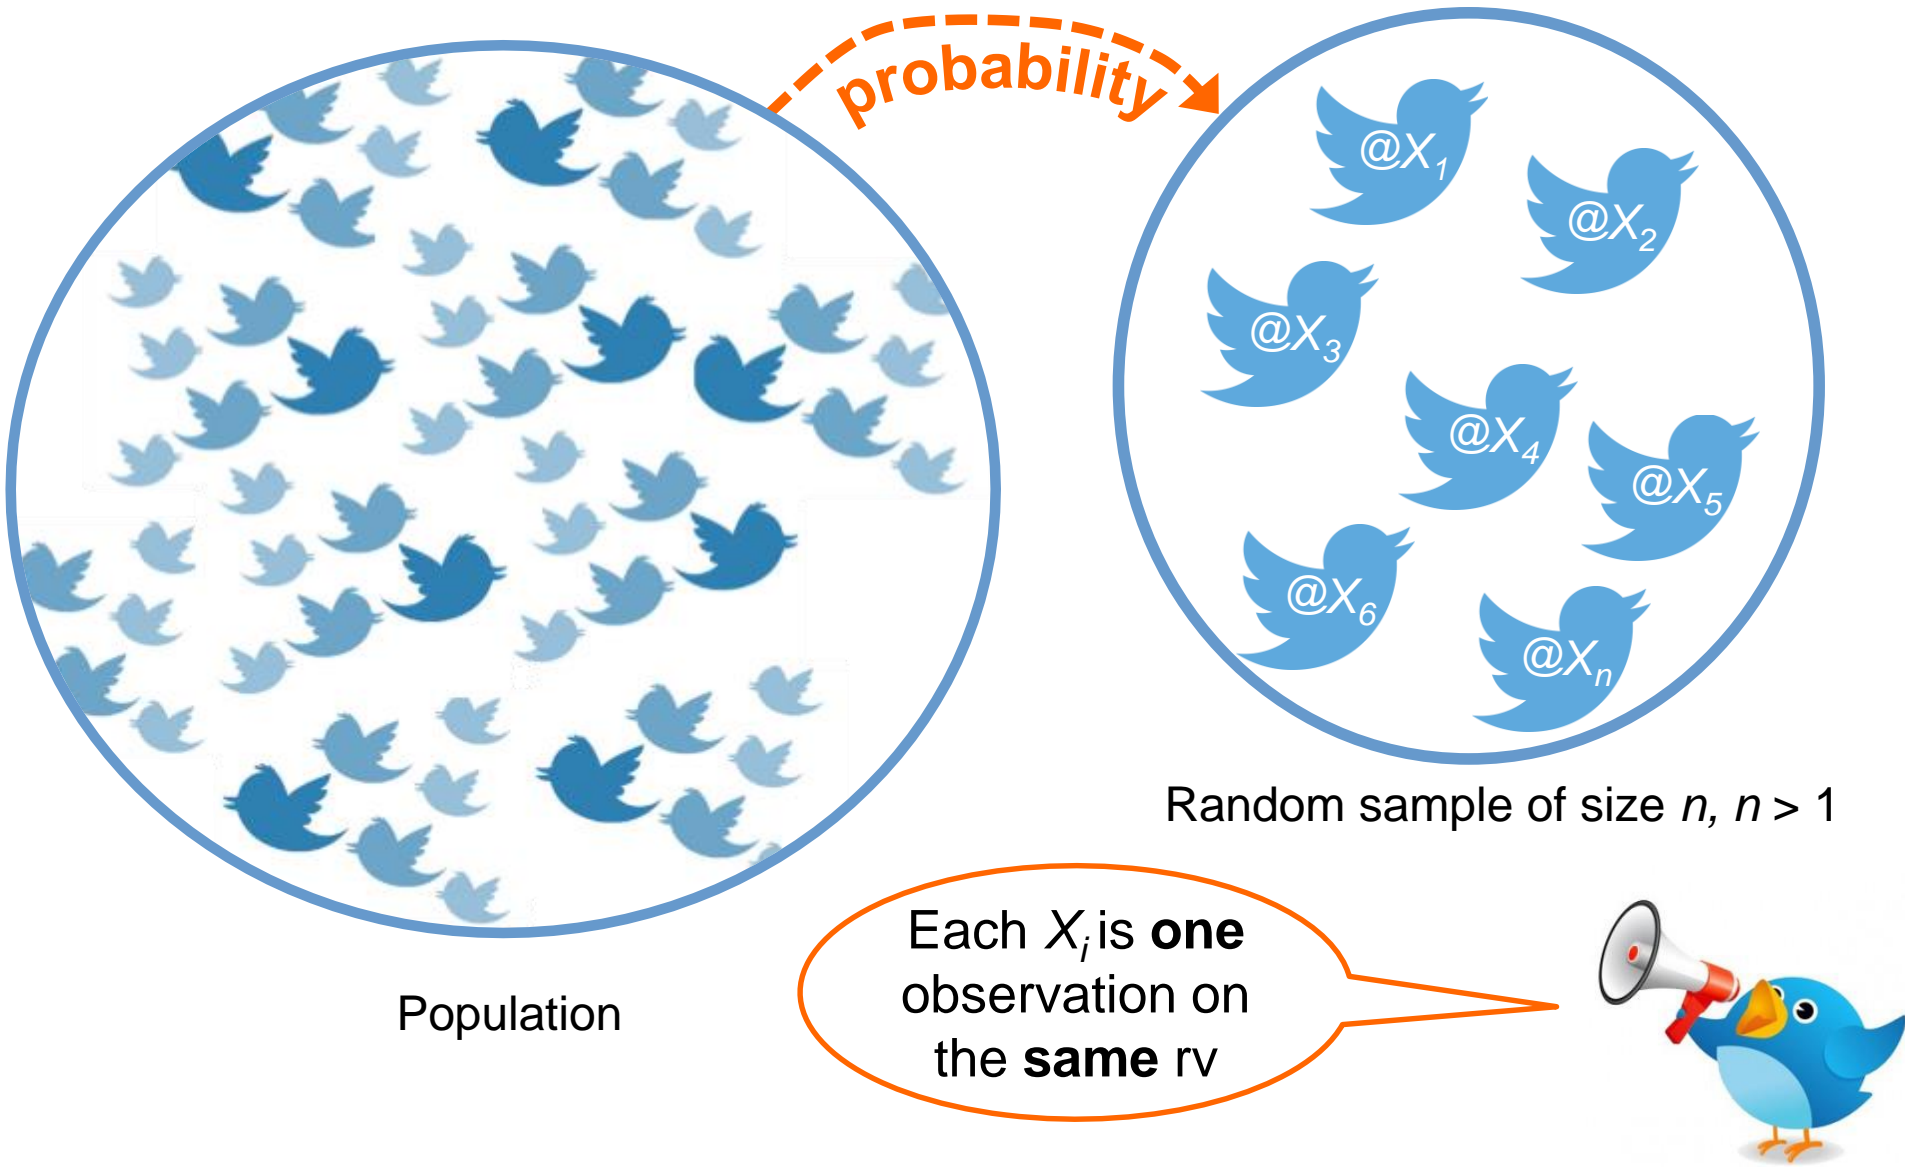 probability
@X₁
@X₂
@X₃
@X₄
@X₅
@X₆
@Xₙ
Random sample of size n, n > 1
Population
Each Xᵢ is one
observation on
the same rv